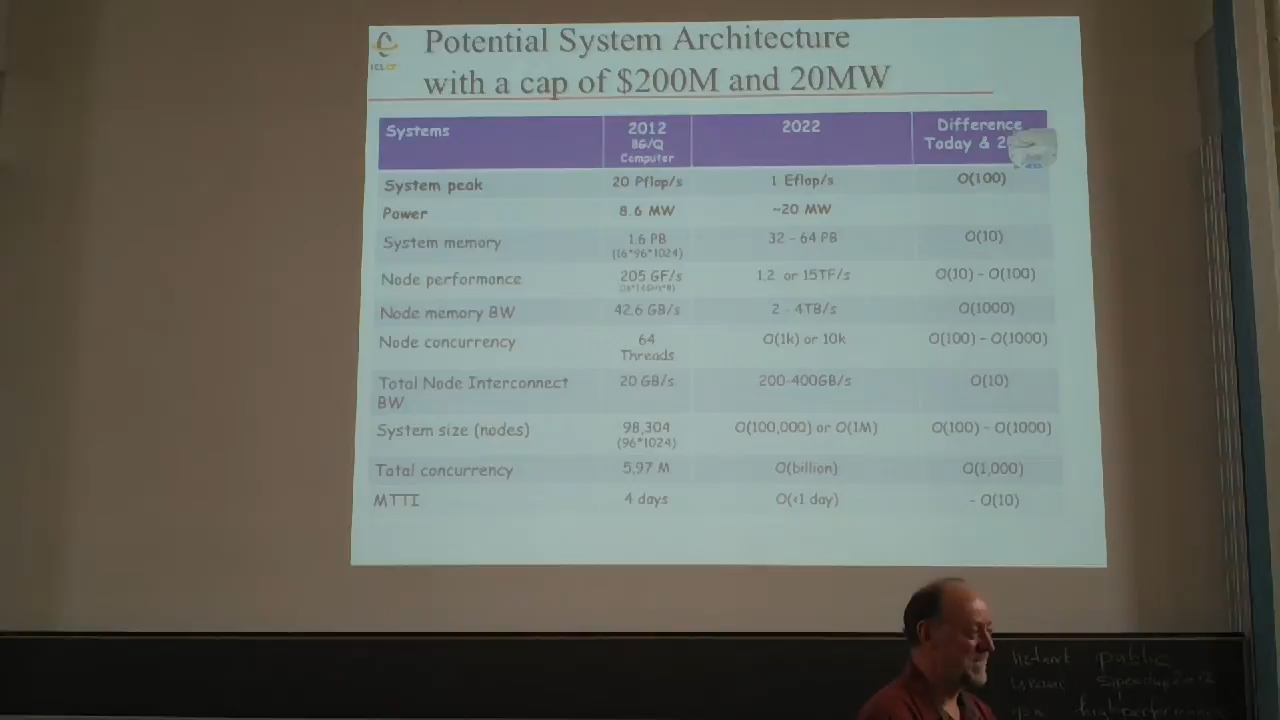 ICL
Potential System Architecture
with a cap of $200M and 20MW
Systems 2012 BG/Q Computer 2022 Difference Today & 2
System peak 20 Pflop/s 1 Eflop/s O(100)
Power 8.6 MW ~20 MW
System memory 1.6 PB 32 - 64 PB O(10)
(16*96*1024)
Node performance 205 GF/s 1.2 or 15TF/s O(10) - O(100)
Node memory BW 42.6 GB/s 2 - 4TB/s O(1000)
Node concurrency 64 Threads O(1k) or 10k O(100) - O(1000)
Total Node Interconnect BW 20 GB/s 200-400GB/s O(10)
System size (nodes) 98,304 O(100,000) or O(1M) O(100) - O(1000)
(96*1024)
Total concurrency 5.97 M O(billion) O(1,000)
MTTI 4 days O(<1 day) - O(10)
public